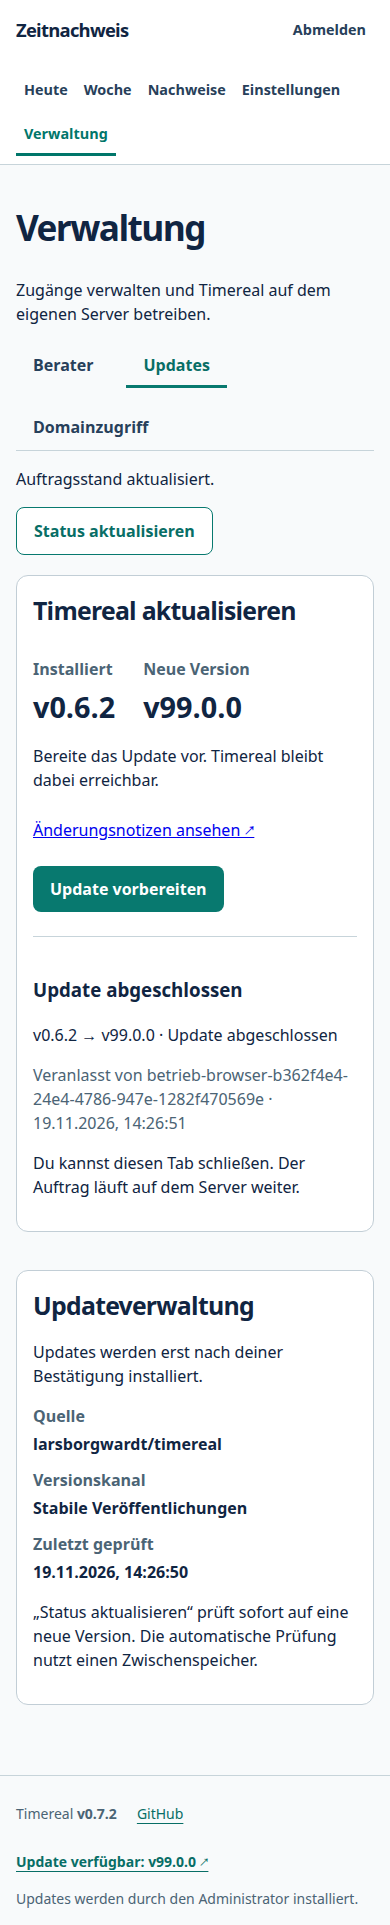 Zeitnachweis
Abmelden
Heute Woche Nachweise Einstellungen
Verwaltung
Verwaltung
Zugänge verwalten und Timereal auf dem
eigenen Server betreiben.
Berater Updates
Domainzugriff
Auftragsstand aktualisiert.
Status aktualisieren
Timereal aktualisieren
Installiert Neue Version
v0.6.2 v99.0.0
Bereite das Update vor. Timereal bleibt
dabei erreichbar.
Änderungsnotizen ansehen ↗
Update vorbereiten
Update abgeschlossen
v0.6.2 → v99.0.0 · Update abgeschlossen
Veranlasst von betrieb-browser-b362f4e4-
24e4-4786-947e-1282f470569e ·
19.11.2026, 14:26:51
Du kannst diesen Tab schließen. Der
Auftrag läuft auf dem Server weiter.
Updateverwaltung
Updates werden erst nach deiner
Bestätigung installiert.
Quelle
larsborgwardt/timereal
Versionskanal
Stabile Veröffentlichungen
Zuletzt geprüft
19.11.2026, 14:26:50
„Status aktualisieren“ prüft sofort auf eine
neue Version. Die automatische Prüfung
nutzt einen Zwischenspeicher.
Timereal v0.7.2 GitHub
Update verfügbar: v99.0.0 ↗
Updates werden durch den Administrator installiert.